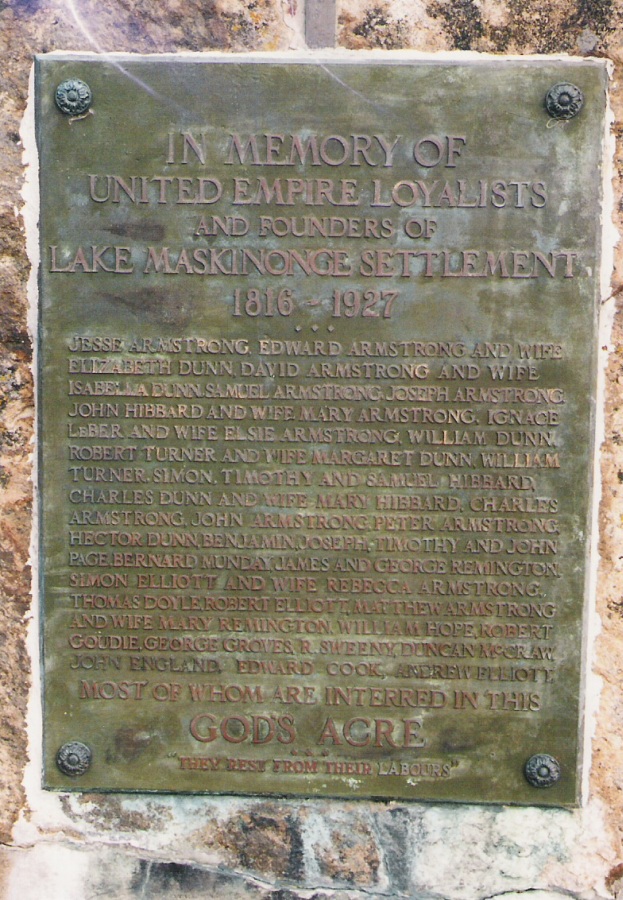 IN MEMORY OF
UNITED EMPIRE LOYALISTS
AND FOUNDERS OF
LAKE MASKINONGE SETTLEMENT
1816 ~ 1927
JESSE ARMSTRONG, EDWARD ARMSTRONG AND WIFE
ELIZABETH DUNN, DAVID ARMSTRONG AND WIFE
ISABELLA DUNN, SAMUEL ARMSTRONG, JOSEPH ARMSTRONG,
JOHN HIBBARD AND WIFE MARY ARMSTRONG, IGNACE
LEBER AND WIFE ELSIE ARMSTRONG, WILLIAM DUNN,
ROBERT TURNER AND WIFE MARGARET DUNN, WILLIAM
TURNER, SIMON, TIMOTHY AND SAMUEL HIBBARD,
CHARLES DUNN AND WIFE MARY HIBBARD, CHARLES
ARMSTRONG, JOHN ARMSTRONG, PETER ARMSTRONG,
HECTOR DUNN, BENJAMIN, JOSEPH, TIMOTHY AND JOHN
PAGE, BERNARD MUNDAY, JAMES AND GEORGE REMINGTON,
SIMON ELLIOTT AND WIFE REBECCA ARMSTRONG,
THOMAS DOYLE, ROBERT ELLIOTT, MATTHEW ARMSTRONG
AND WIFE MARY REMINGTON, WILLIAM HOPE, ROBERT
GOUDIE, GEORGE GROVES, R. SWEENY, DUNCAN MCCRAW,
JOHN ENGLAND, EDWARD COOK, ANDREW ELLIOTT,
MOST OF WHOM ARE INTERRED IN THIS
GOD'S ACRE
"THEY REST FROM THEIR LABOURS"